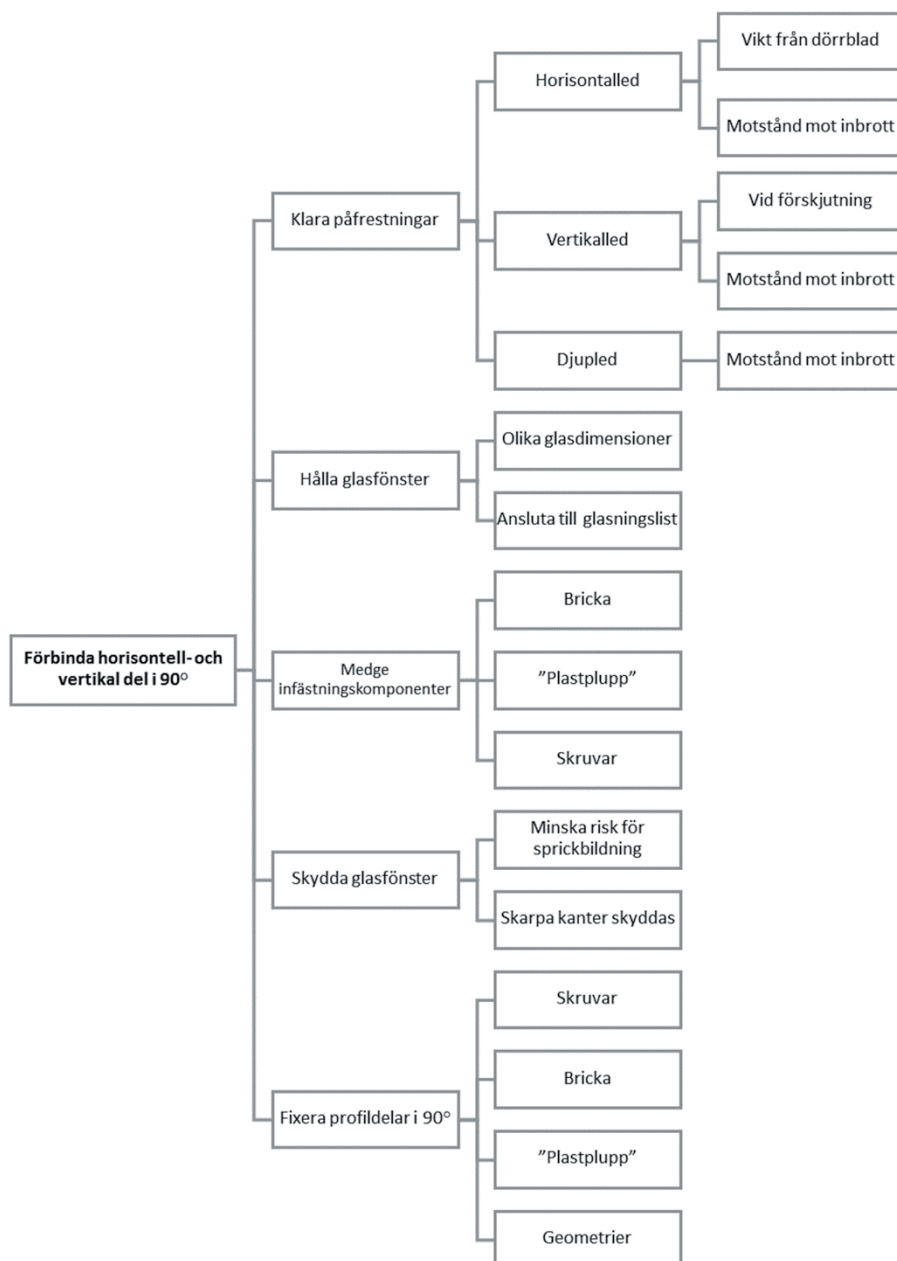 Förbinda horisontell- och
vertikal del i 90°
Klara påfrestningar
Horisontalled
Vikt från dörrblad
Motstånd mot inbrott
Vertikalled
Vid förskjutning
Motstånd mot inbrott
Djupled
Motstånd mot inbrott
Hålla glasfönster
Olika glasdimensioner
Ansluta till glasningslist
Medge
infästningskomponenter
Bricka
”Plastplupp”
Skruvar
Skydda glasfönster
Minska risk för
sprickbildning
Skarpa kanter skyddas
Fixera profildelar i 90°
Skruvar
Bricka
”Plastplupp”
Geometrier